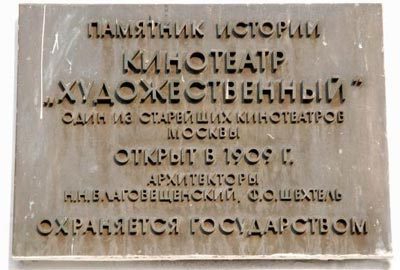 ПАМЯТНИК ИСТОРИИ
КИНОТЕАТР
„ХУДОЖЕСТВЕННЫЙ"
ОДИН ИЗ СТАРЕЙШИХ КИНОТЕАТРОВ
МОСКВЫ
ОТКРЫТ В 1909 Г.
АРХИТЕКТОРЫ
Н.Н.БЛАГОВЕЩЕНСКИЙ, Ф.О.ШЕХТЕЛЬ
ОХРАНЯЕТСЯ ГОСУДАРСТВОМ